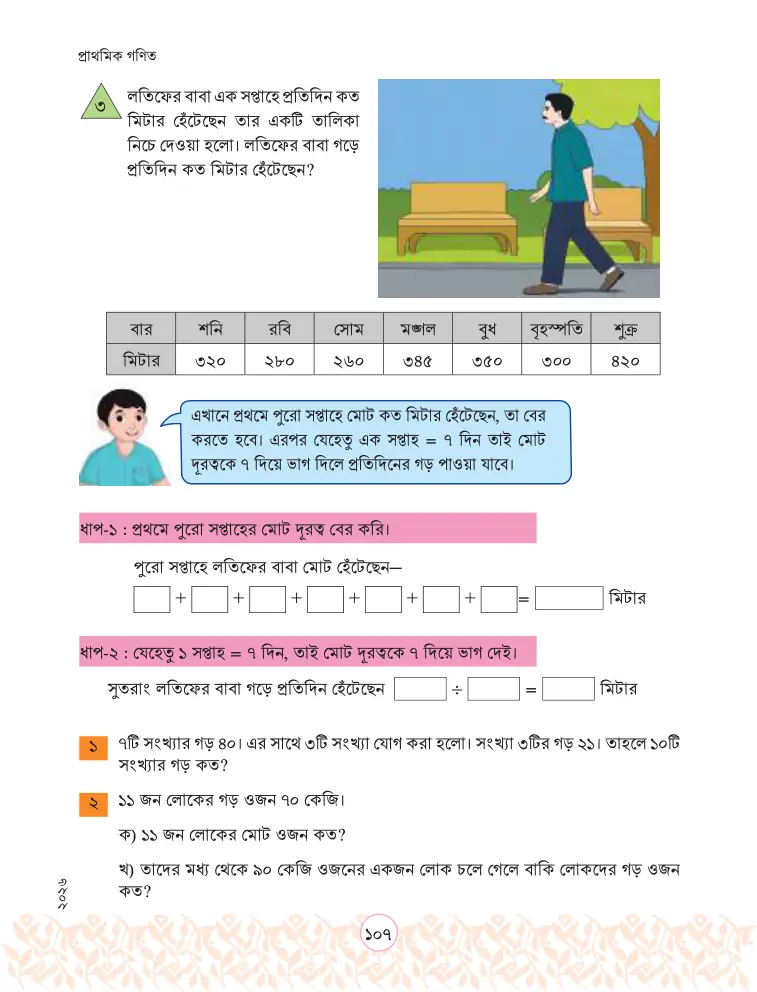 প্রাথমিক গণিত
৩
লতিফের বাবা এক সপ্তাহে প্রতিদিন কত
মিটার হেঁটেছেন তার একটি তালিকা
নিচে দেওয়া হলো। লতিফের বাবা গড়ে
প্রতিদিন কত মিটার হেঁটেছেন?
বার শনি রবি সোম মঙ্গল বুধ বৃহস্পতি শুক্র
মিটার ৩২০ ২৮০ ২৬০ ৩৪৫ ৩৫০ ৩০০ ৪২০
এখানে প্রথমে পুরো সপ্তাহে মোট কত মিটার হেঁটেছেন, তা বের
করতে হবে। এরপর যেহেতু এক সপ্তাহ = ৭ দিন তাই মোট
দূরত্বকে ৭ দিয়ে ভাগ দিলে প্রতিদিনের গড় পাওয়া যাবে।
ধাপ-১ : প্রথমে পুরো সপ্তাহের মোট দূরত্ব বের করি।
পুরো সপ্তাহে লতিফের বাবা মোট হেঁটেছেন—
+ + + + + + = মিটার
ধাপ-২ : যেহেতু ১ সপ্তাহ = ৭ দিন, তাই মোট দূরত্বকে ৭ দিয়ে ভাগ দেই।
সুতরাং লতিফের বাবা গড়ে প্রতিদিন হেঁটেছেন ÷ = মিটার
১ ৭টি সংখ্যার গড় ৪০। এর সাথে ৩টি সংখ্যা যোগ করা হলো। সংখ্যা ৩টির গড় ২১। তাহলে ১০টি
সংখ্যার গড় কত?
২ ১১ জন লোকের গড় ওজন ৭০ কেজি।
ক) ১১ জন লোকের মোট ওজন কত?
খ) তাদের মধ্য থেকে ৯০ কেজি ওজনের একজন লোক চলে গেলে বাকি লোকদের গড় ওজন
কত?
২০২৬
১০৭